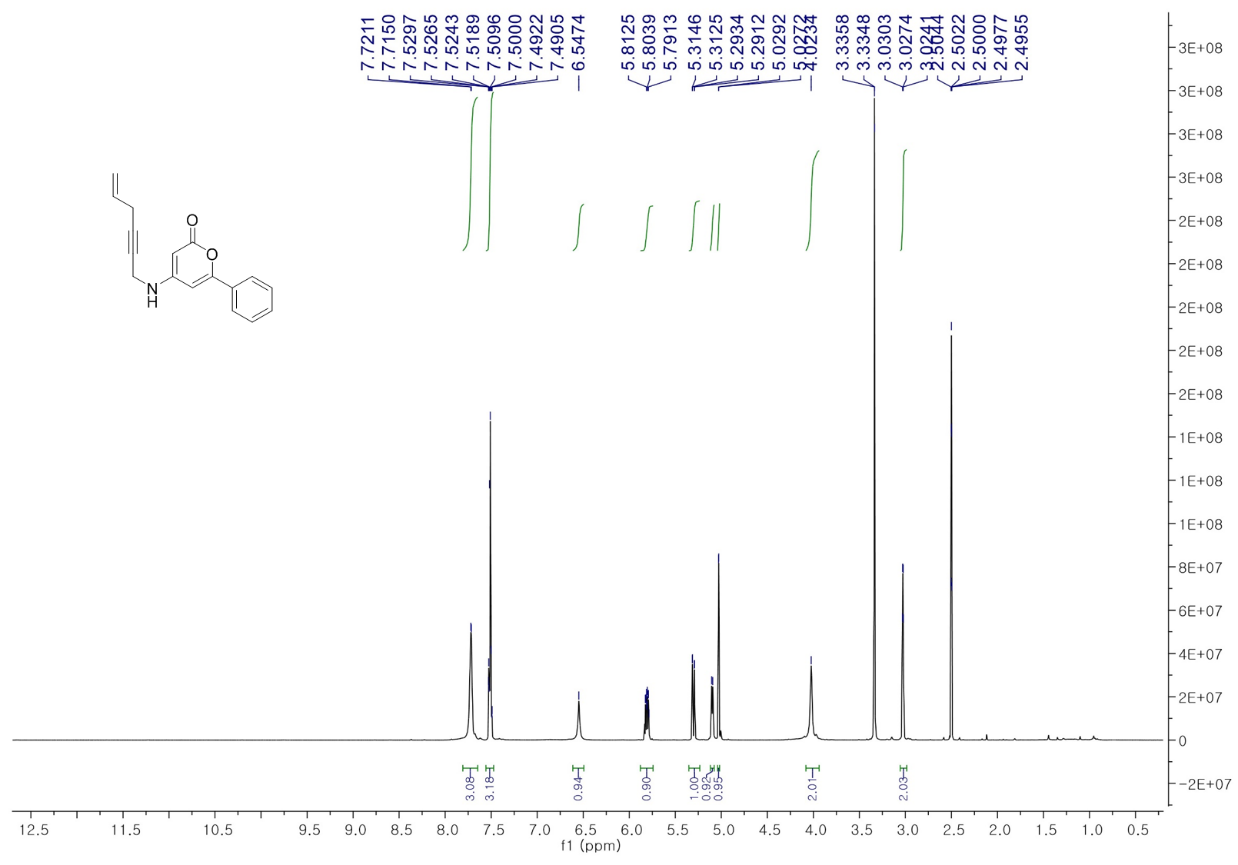 7.7211
7.7150
7.5297
7.5265
7.5243
7.5189
7.5096
7.5000
7.4922
7.4905
6.5474
5.8125
5.8039
5.7913
5.3146
5.3125
5.2934
5.2912
5.0292
5.0272
4.0234
3.3358
3.3348
3.0303
3.0274
3.0241
2.5044
2.5022
2.5000
2.4977
2.4955
3E+08
3E+08
3E+08
3E+08
2E+08
2E+08
2E+08
2E+08
2E+08
1E+08
1E+08
1E+08
8E+07
6E+07
4E+07
2E+07
0
-2E+07
O
O
N
H
3.08
3.18
0.94
0.90
1.00
0.92
0.95
2.01
2.03
12.5 11.5 10.5 9.5 9.0 8.5 8.0 7.5 7.0 6.5 6.0 5.5 5.0 4.5 4.0 3.5 3.0 2.5 2.0 1.5 1.0 0.5
f1 (ppm)